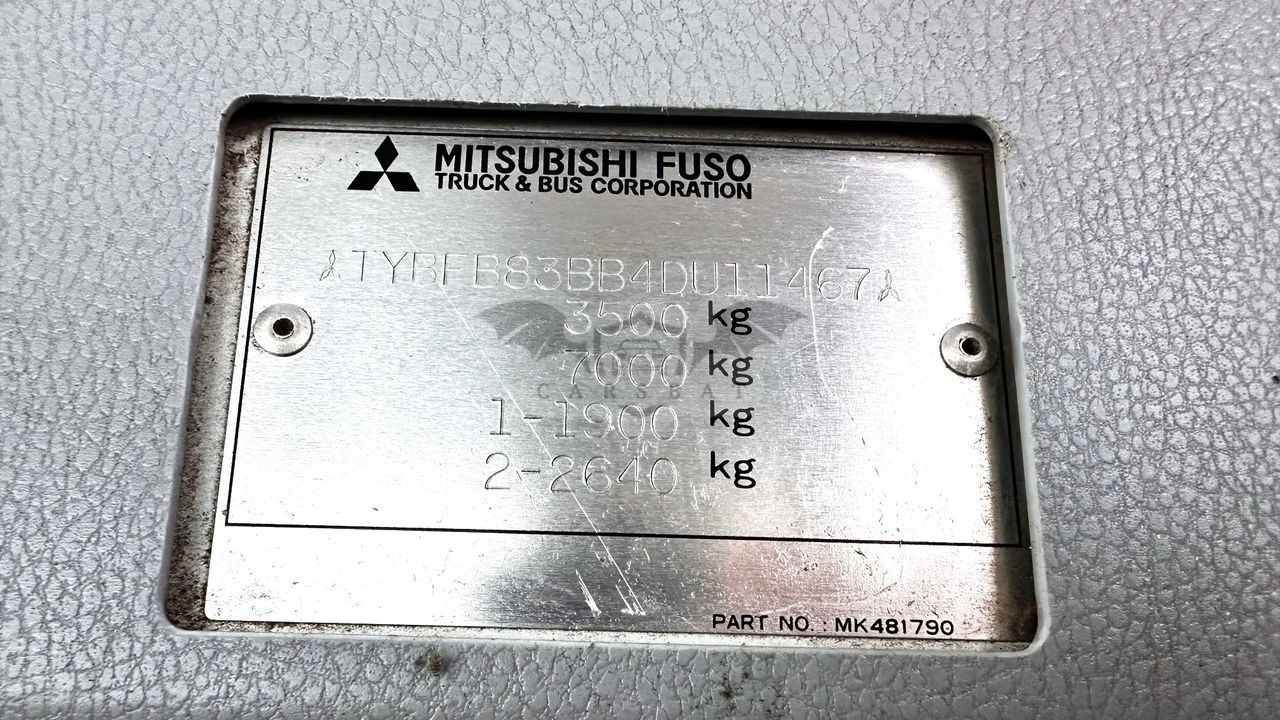 MITSUBISHI FUSO
TRUCK & BUS CORPORATION
TYBFB83BB4DU11467
3500 kg
7000 kg
CARSBAT
1-1900 kg
2-2640 kg
PART NO. : MK481790